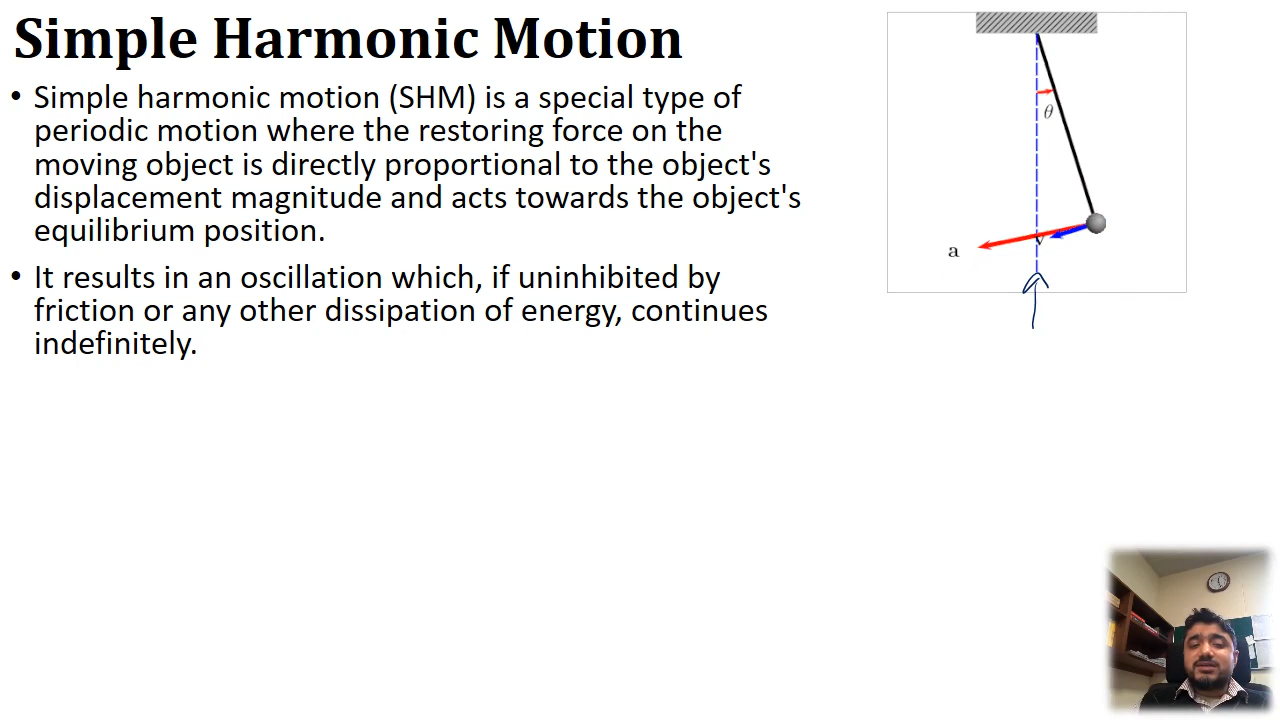 Simple Harmonic Motion
• Simple harmonic motion (SHM) is a special type of
periodic motion where the restoring force on the
moving object is directly proportional to the object's
displacement magnitude and acts towards the object's
equilibrium position.
• It results in an oscillation which, if uninhibited by
friction or any other dissipation of energy, continues
indefinitely.
θ
v
a